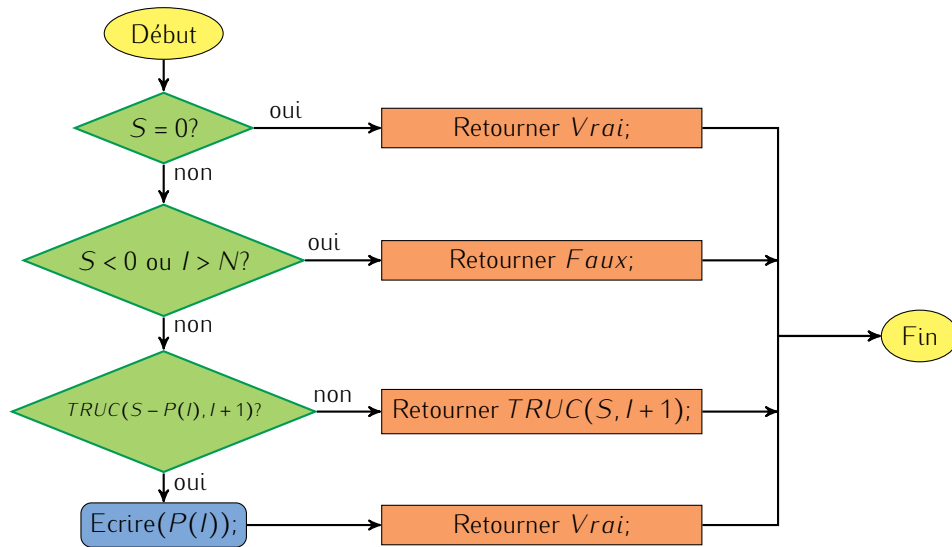 Début
S = 0?
oui
Retourner Vrai;
non
S < 0 ou I > N?
oui
Retourner Faux;
non
Fin
TRUC(S − P(I), I + 1)?
non
Retourner TRUC(S, I + 1);
oui
Ecrire(P(I));
Retourner Vrai;